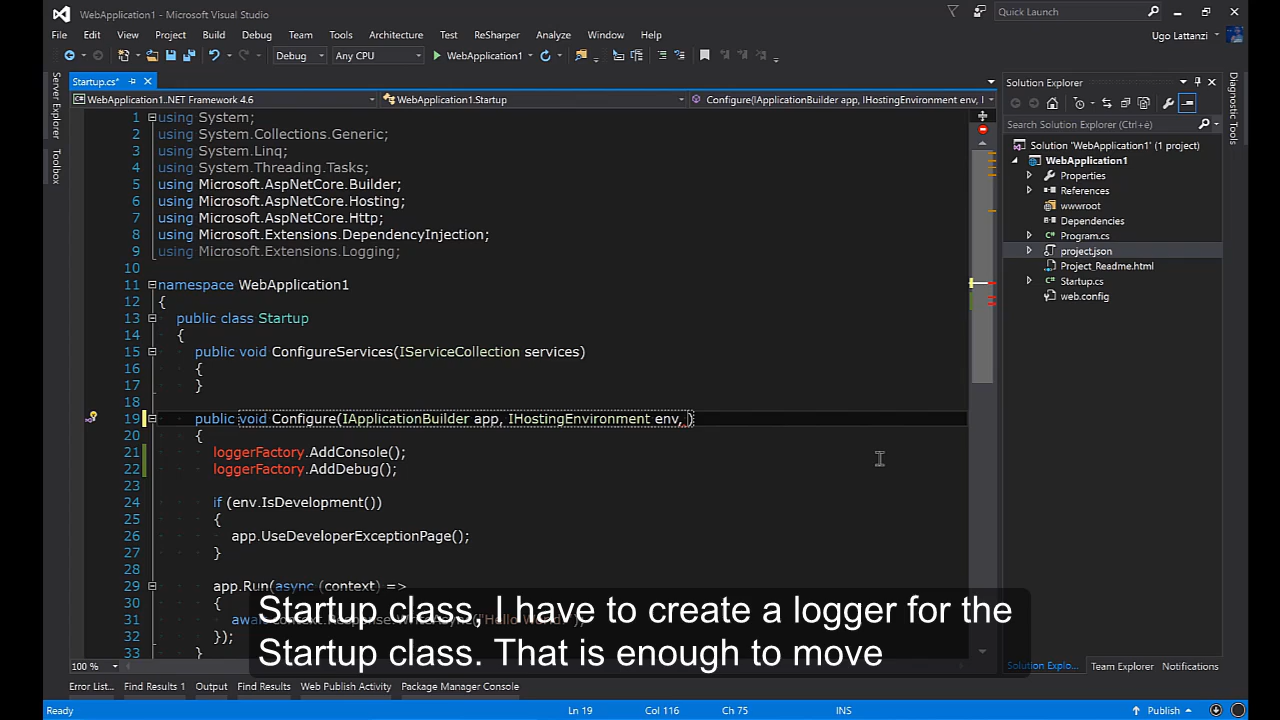 WebApplication1 - Microsoft Visual Studio
Quick Launch
File Edit View Project Build Debug Team Tools Architecture Test ReSharper Analyze Window Help
Ugo Lattanzi
Debug Any CPU WebApplication1
Server Explorer
Toolbox
Startup.cs*
WebApplication1..NET Framework 4.6 WebApplication1.Startup Configure(IApplicationBuilder app, IHostingEnvironment env, I
1 using System;
2 using System.Collections.Generic;
3 using System.Linq;
4 using System.Threading.Tasks;
5 using Microsoft.AspNetCore.Builder;
6 using Microsoft.AspNetCore.Hosting;
7 using Microsoft.AspNetCore.Http;
8 using Microsoft.Extensions.DependencyInjection;
9 using Microsoft.Extensions.Logging;
10
11 namespace WebApplication1
12 {
13 public class Startup
14 {
15 public void ConfigureServices(IServiceCollection services)
16 {
17 }
18
19 public void Configure(IApplicationBuilder app, IHostingEnvironment env, )
20 {
21 loggerFactory.AddConsole();
22 loggerFactory.AddDebug();
23
24 if (env.IsDevelopment())
25 {
26 app.UseDeveloperExceptionPage();
27 }
28
29 app.Run(async (context) =>
30 {
31
32 });
33 }
Startup class, I have to create a logger for the
Startup class. That is enough to move
100 %
Solution Explorer
Search Solution Explorer (Ctrl+è)
Solution "WebApplication1" (1 project)
WebApplication1
Properties
References
wwwroot
Dependencies
Program.cs
project.json
Project_Readme.html
Startup.cs
web.config
Diagnostic Tools
Solution Explo... Team Explorer Notifications
Error List... Find Results 1 Output Find Results Web Publish Activity Package Manager Console
Ready Ln 19 Col 116 Ch 75 INS Publish